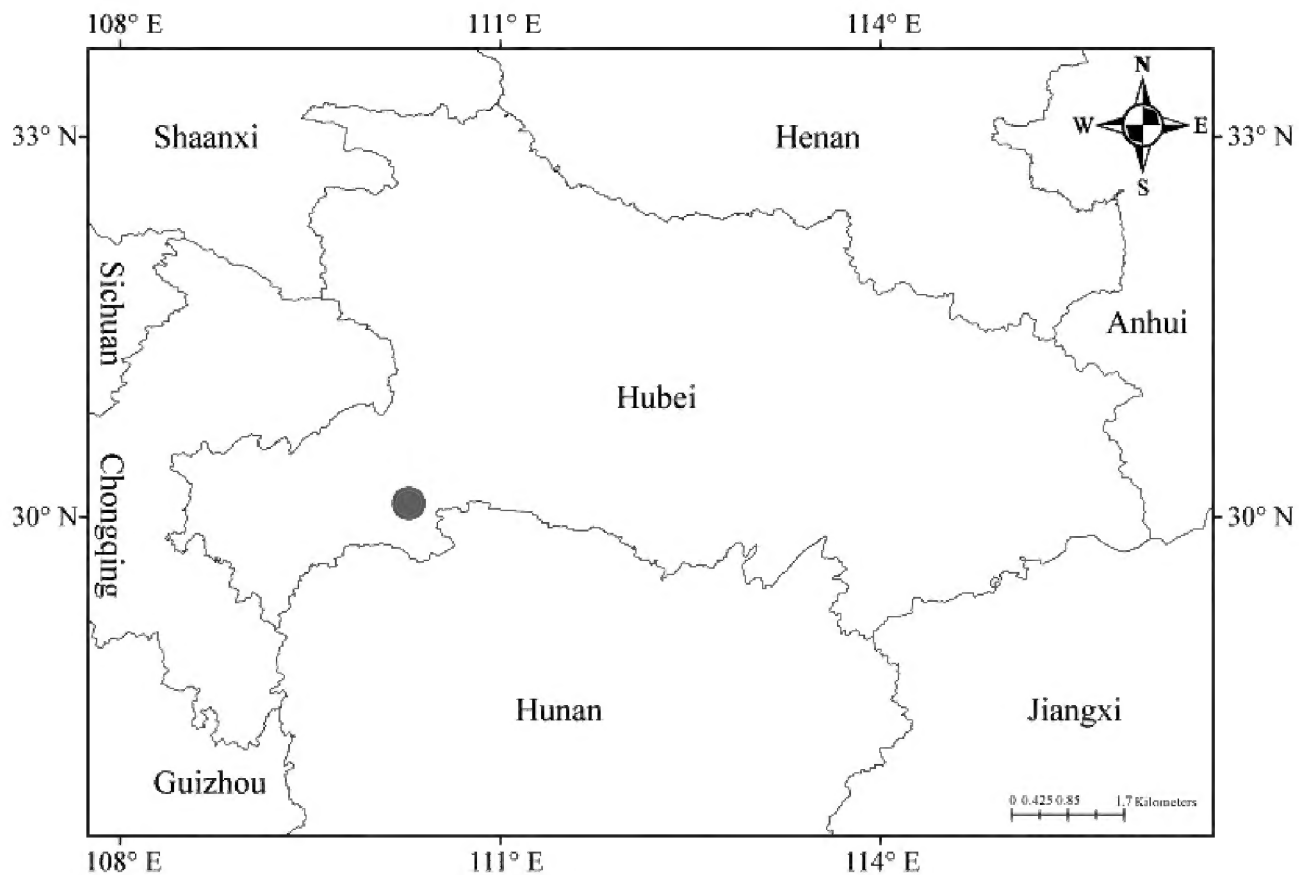 108° E 111° E 114° E
N
W E
S
33° N Shaanxi Henan 33° N
Sichuan
Anhui
Hubei
Chongqing
30° N 30° N
Hunan Jiangxi
Guizhou
0 0.425 0.85 1.7 Kilometers
108° E 111° E 114° E